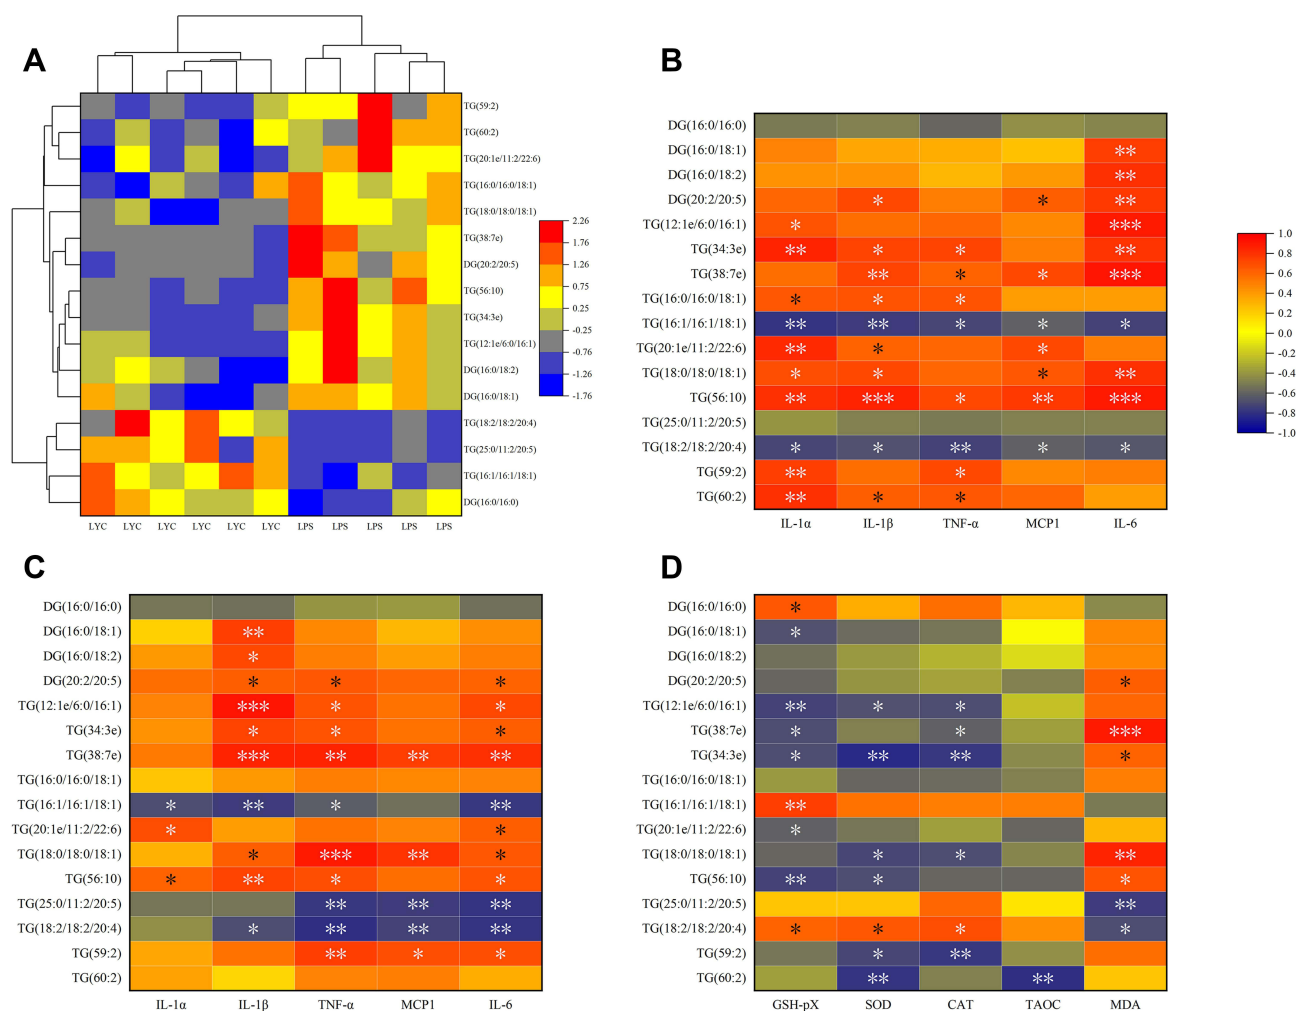 A
TG(59:2)
TG(60:2)
TG(20:1e/11:2/22:6)
TG(16:0/16:0/18:1)
TG(18:0/18:0/18:1)
TG(38:7e)
DG(20:2/20:5)
TG(56:10)
TG(34:3e)
TG(12:1e/6:0/16:1)
DG(16:0/18:2)
DG(16:0/18:1)
TG(18:2/18:2/20:4)
TG(25:0/11:2/20:5)
TG(16:1/16:1/18:1)
DG(16:0/16:0)
LYC LYC LYC LYC LYC LYC LPS LPS LPS LPS LPS
2.26
1.76
1.26
0.75
0.25
-0.25
-0.76
-1.26
-1.76
B
DG(16:0/16:0)
DG(16:0/18:1) **
DG(16:0/18:2) **
DG(20:2/20:5) * * **
TG(12:1e/6:0/16:1) * ***
TG(34:3e) ** * * **
TG(38:7e) ** * * ***
TG(16:0/16:0/18:1) * * *
TG(16:1/16:1/18:1) ** ** * * *
TG(20:1e/11:2/22:6) ** * *
TG(18:0/18:0/18:1) * * * **
TG(56:10) ** *** * ** ***
TG(25:0/11:2/20:5)
TG(18:2/18:2/20:4) * * ** * *
TG(59:2) ** *
TG(60:2) ** * *
IL-1α IL-1β TNF-α MCP1 IL-6
1.0
0.8
0.6
0.4
0.2
0.0
-0.2
-0.4
-0.6
-0.8
-1.0
C
DG(16:0/16:0)
DG(16:0/18:1) **
DG(16:0/18:2) *
DG(20:2/20:5) * * *
TG(12:1e/6:0/16:1) *** * *
TG(34:3e) * * *
TG(38:7e) *** ** ** **
TG(16:0/16:0/18:1)
TG(16:1/16:1/18:1) * ** * **
TG(20:1e/11:2/22:6) * *
TG(18:0/18:0/18:1) * *** ** *
TG(56:10) * ** * *
TG(25:0/11:2/20:5) ** ** **
TG(18:2/18:2/20:4) * ** ** **
TG(59:2) ** * *
TG(60:2)
IL-1α IL-1β TNF-α MCP1 IL-6
D
DG(16:0/16:0) *
DG(16:0/18:1) *
DG(16:0/18:2)
DG(20:2/20:5) *
TG(12:1e/6:0/16:1) ** * *
TG(38:7e) * * ***
TG(34:3e) * ** ** *
TG(16:0/16:0/18:1)
TG(16:1/16:1/18:1) **
TG(20:1e/11:2/22:6) *
TG(18:0/18:0/18:1) * * **
TG(56:10) ** * *
TG(25:0/11:2/20:5) **
TG(18:2/18:2/20:4) * * * *
TG(59:2) * **
TG(60:2) ** **
GSH-pX SOD CAT TAOC MDA